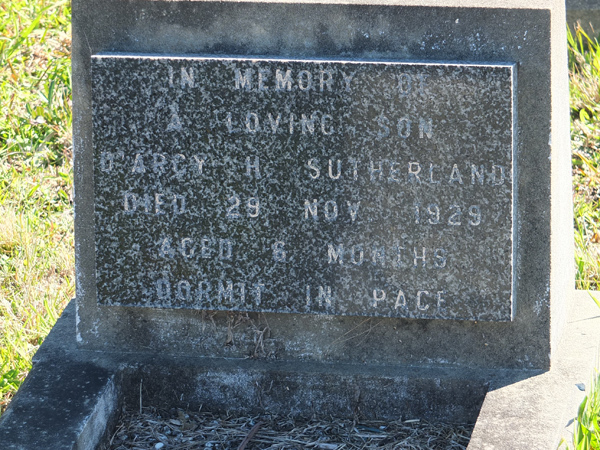 IN MEMORY OF
A LOVING SON
D'ARCY H. SUTHERLAND
DIED 29 NOV. 1929
AGED 6 MONTHS
DORMIT IN PACE